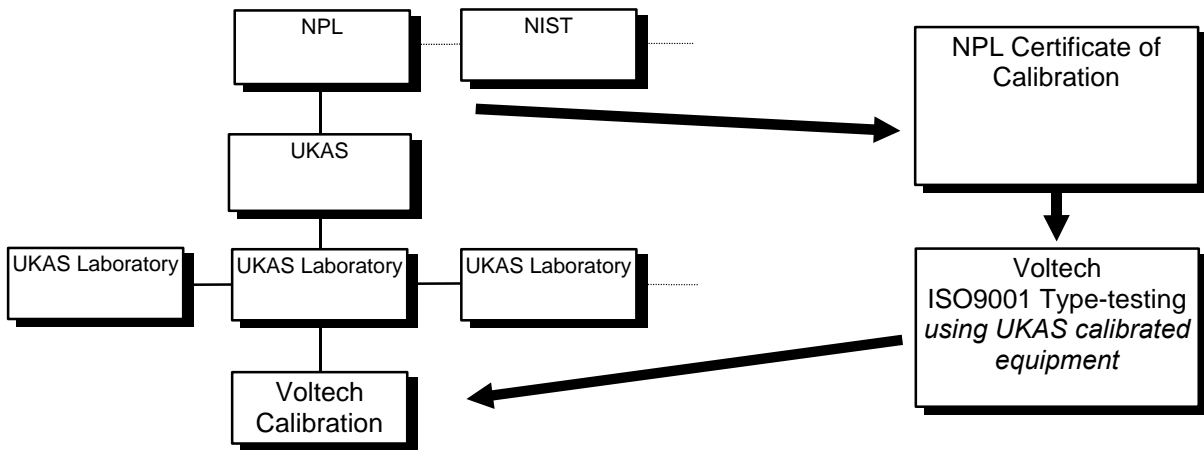 NPL
NIST
NPL Certificate of
Calibration
UKAS
UKAS Laboratory
UKAS Laboratory
UKAS Laboratory
Voltech
ISO9001 Type-testing
using UKAS calibrated
equipment
Voltech
Calibration